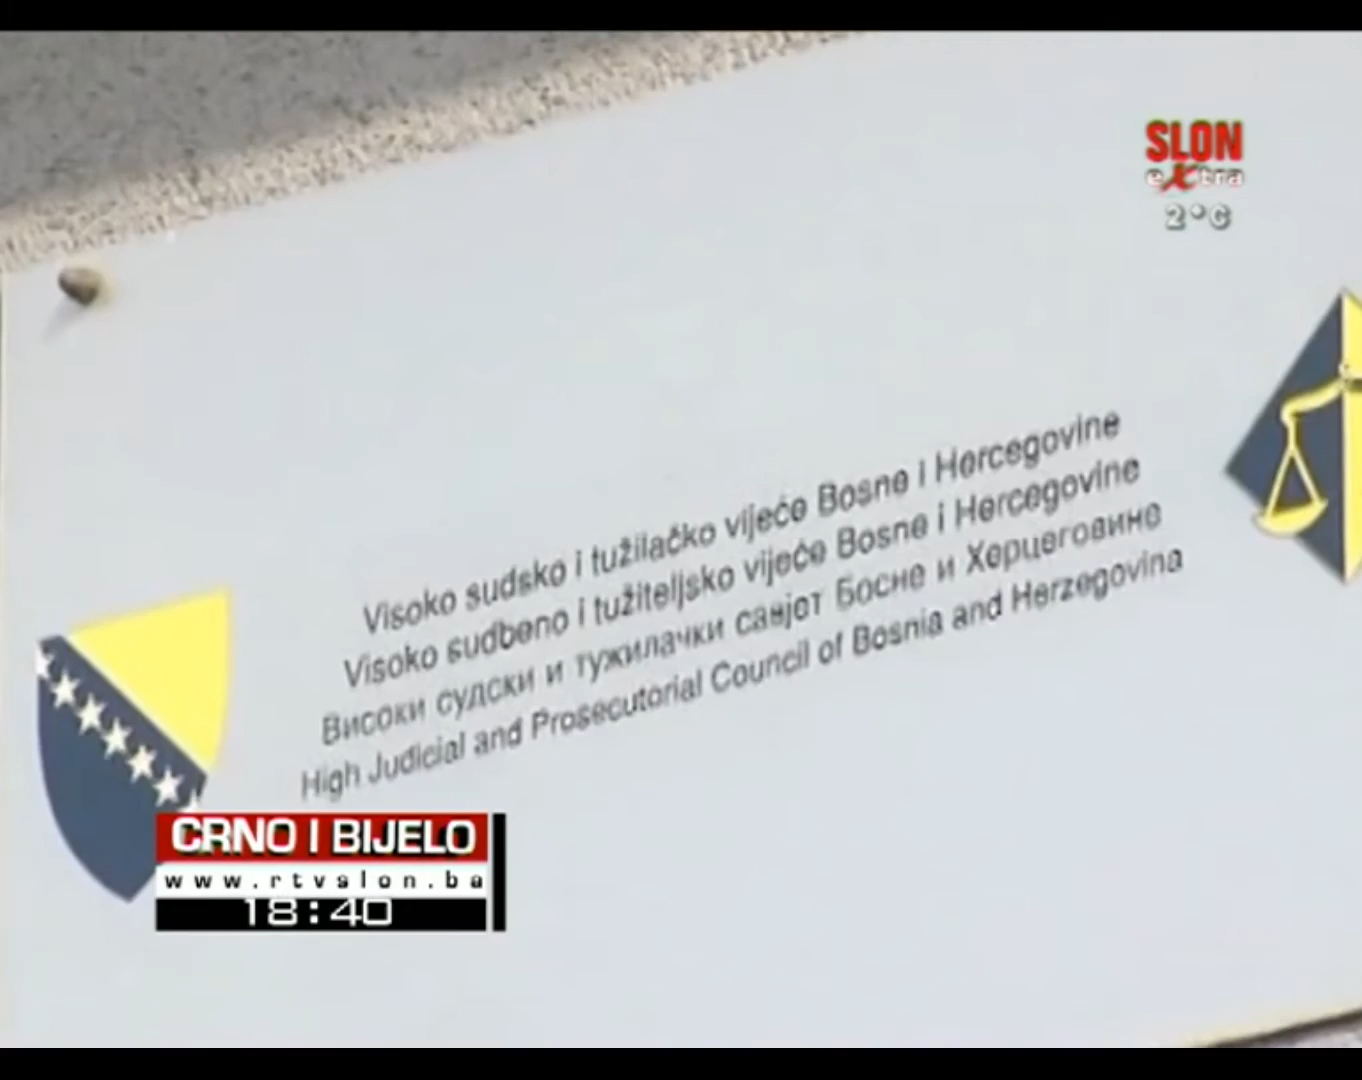 SLON
extra
2°C
Visoko sudsko i tužilačko vijeće Bosne i Hercegovine
Visoko sudbeno i tužiteljsko vijeće Bosne i Hercegovine
Високи судски и тужилачки савјет Босне и Херцеговине
High Judicial and Prosecutorial Council of Bosnia and Herzegovina
CRNO I BIJELO
www.rtvslon.ba
18:40